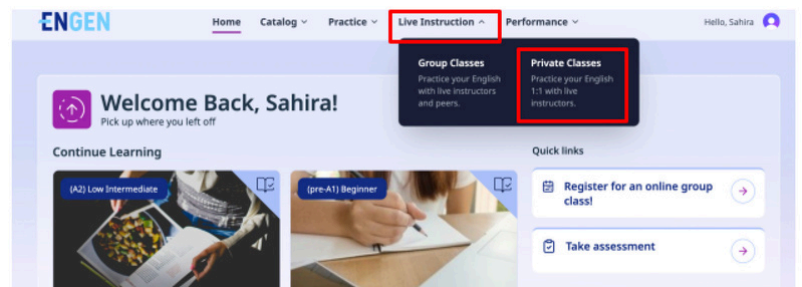 ENGEN
Home Catalog Practice Live Instruction Performance Hello, Sahira
Group Classes
Practice your English
with live instructors
and peers.
Private Classes
Practice your English
1:1 with live
instructors.
Welcome Back, Sahira!
Pick up where you left off
Continue Learning
(A2) Low Intermediate
(pre-A1) Beginner
Quick links
Register for an online group
class!
Take assessment